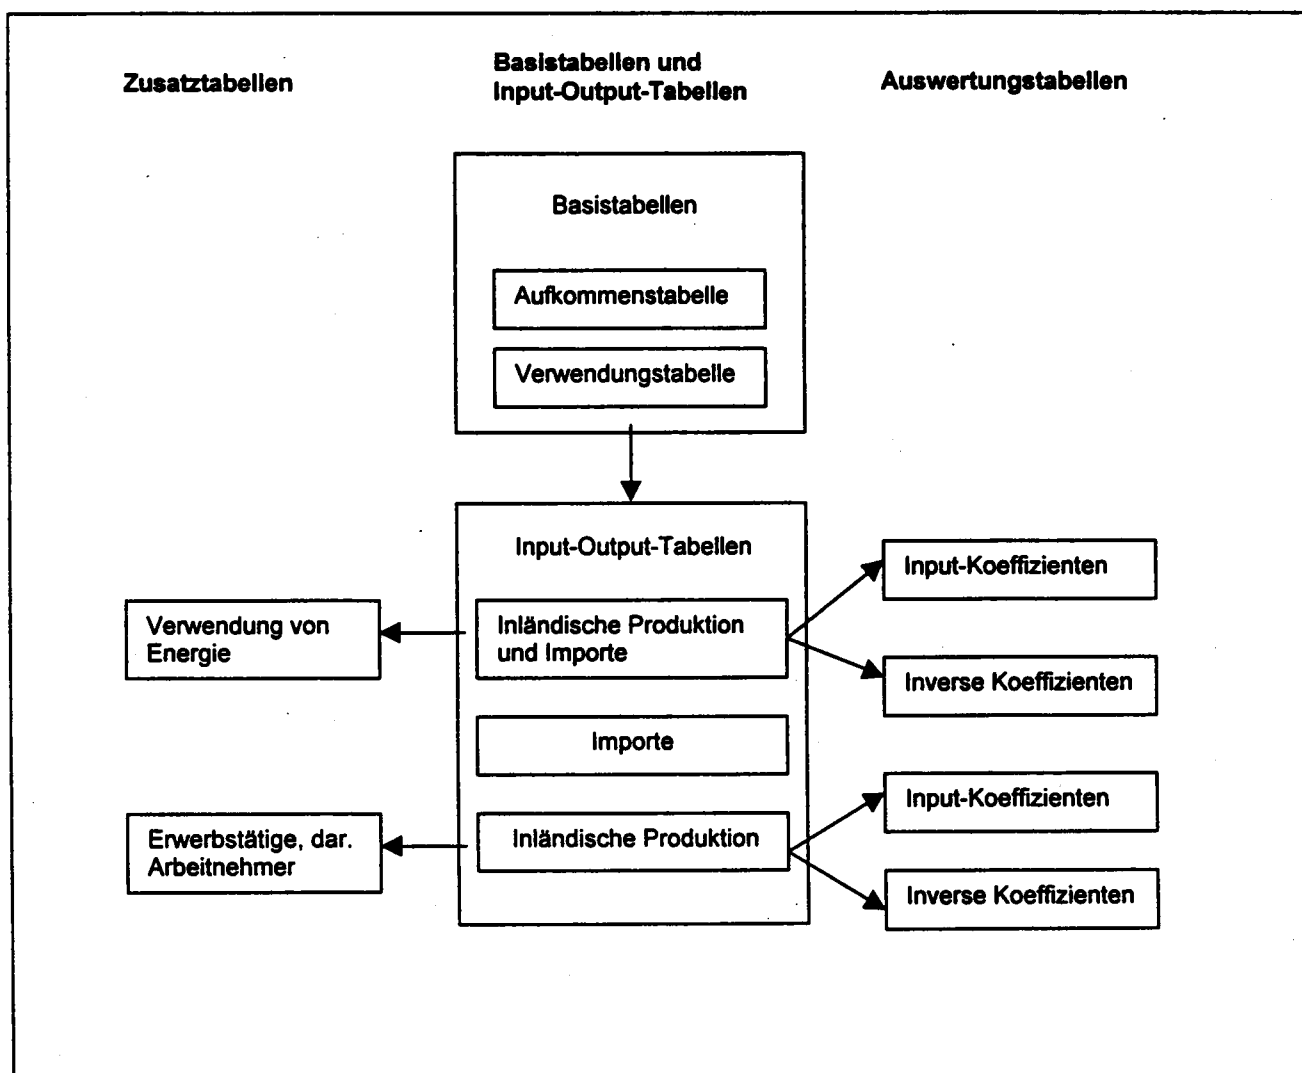 Zusatztabellen
Basistabellen und
Input-Output-Tabellen
Auswertungstabellen
Basistabellen
Aufkommenstabelle
Verwendungstabelle
Input-Output-Tabellen
Inländische Produktion
und Importe
Importe
Inländische Produktion
Verwendung von
Energie
Erwerbstätige, dar.
Arbeitnehmer
Input-Koeffizienten
Inverse Koeffizienten
Input-Koeffizienten
Inverse Koeffizienten